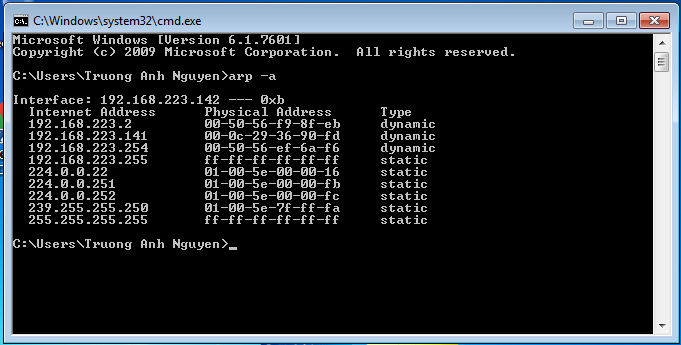 C:\Windows\system32\cmd.exe
Microsoft Windows [Version 6.1.7601]
Copyright (c) 2009 Microsoft Corporation.  All rights reserved.
C:\Users\Truong Anh Nguyen>arp -a
Interface: 192.168.223.142 --- 0xb
  Internet Address      Physical Address      Type
  192.168.223.2         00-50-56-f9-8f-eb     dynamic
  192.168.223.141       00-0c-29-36-90-fd     dynamic
  192.168.223.254       00-50-56-ef-6a-f6     dynamic
  192.168.223.255       ff-ff-ff-ff-ff-ff     static
  224.0.0.22            01-00-5e-00-00-16     static
  224.0.0.251           01-00-5e-00-00-fb     static
  224.0.0.252           01-00-5e-00-00-fc     static
  239.255.255.250       01-00-5e-7f-ff-fa     static
  255.255.255.255       ff-ff-ff-ff-ff-ff     static
C:\Users\Truong Anh Nguyen>_